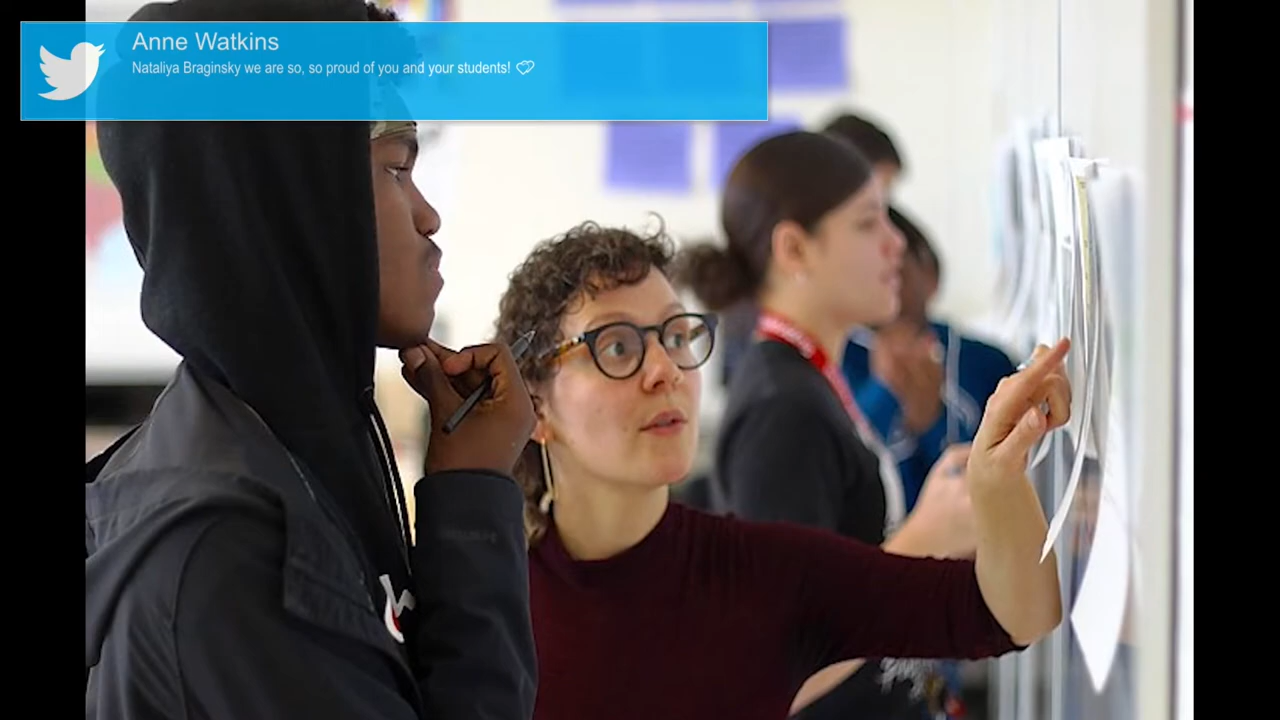 Anne Watkins
Nataliya Braginsky we are so, so proud of you and your students! 💕